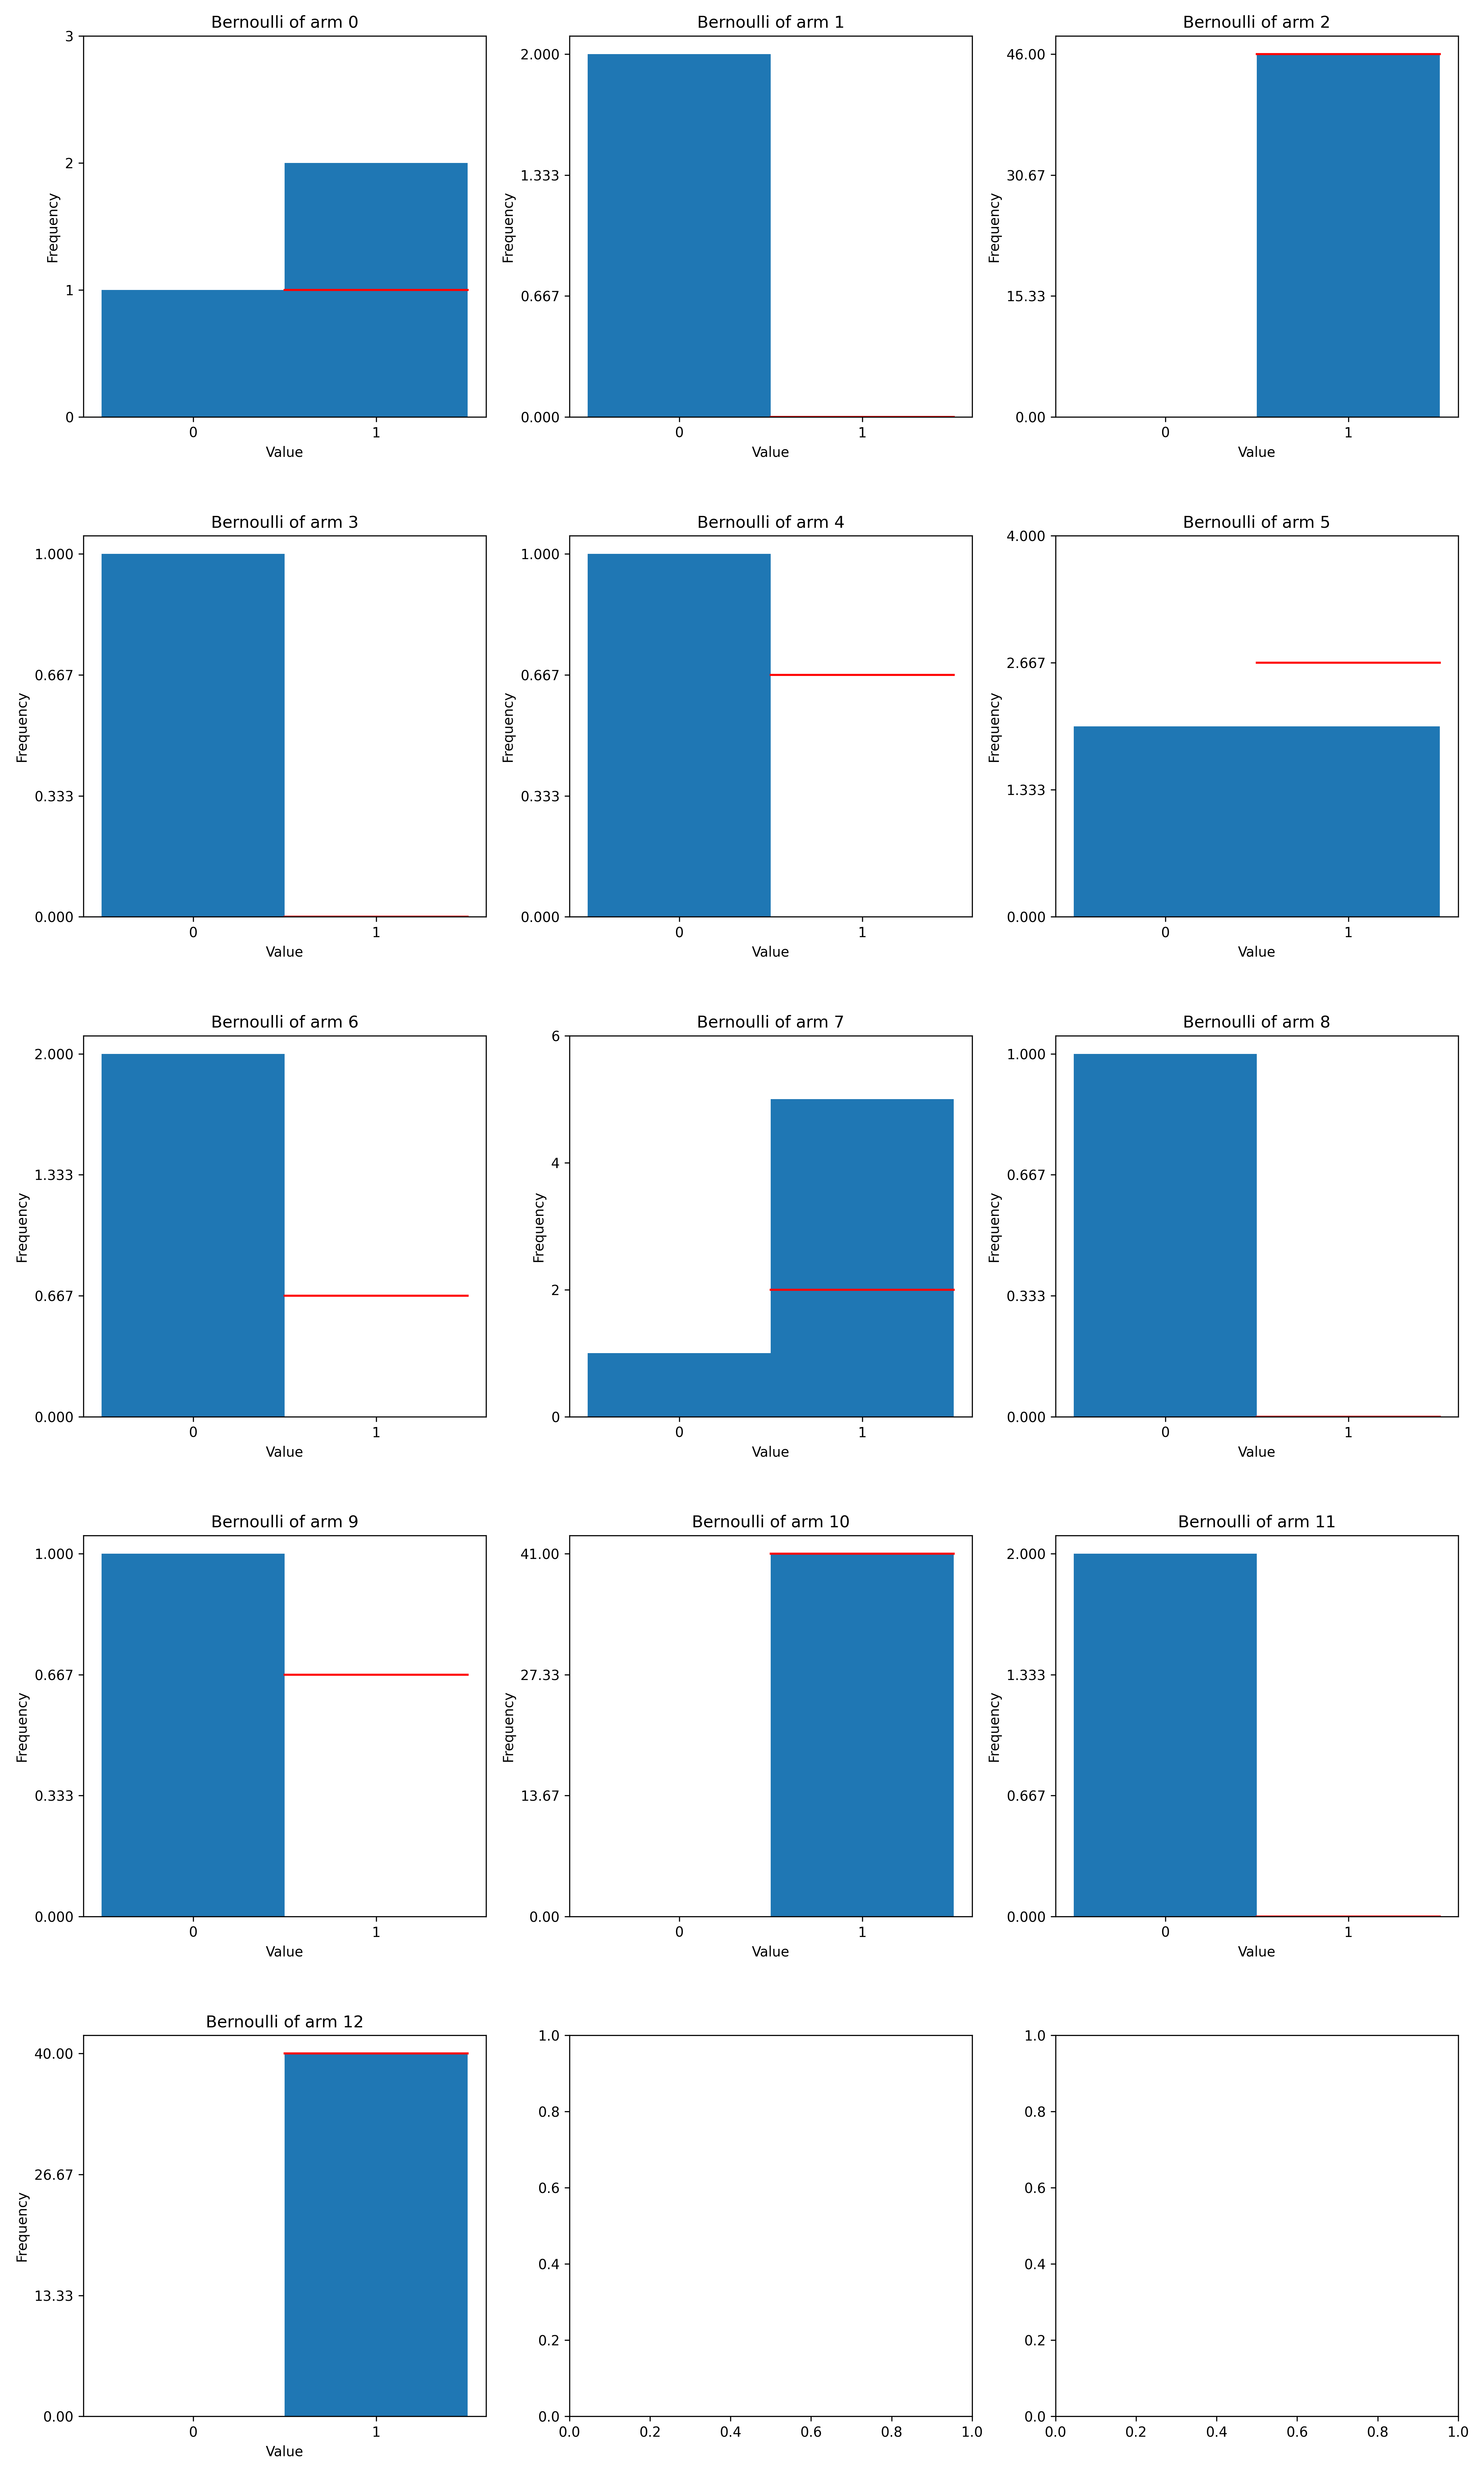 Bernoulli of arm 0
3
2
1
0
Frequency
0 1
Value
Bernoulli of arm 1
2.000
1.333
0.667
0.000
Frequency
0 1
Value
Bernoulli of arm 2
46.00
30.67
15.33
0.00
Frequency
0 1
Value
Bernoulli of arm 3
1.000
0.667
0.333
0.000
Frequency
0 1
Value
Bernoulli of arm 4
1.000
0.667
0.333
0.000
Frequency
0 1
Value
Bernoulli of arm 5
4.000
2.667
1.333
0.000
Frequency
0 1
Value
Bernoulli of arm 6
2.000
1.333
0.667
0.000
Frequency
0 1
Value
Bernoulli of arm 7
6
4
2
0
Frequency
0 1
Value
Bernoulli of arm 8
1.000
0.667
0.333
0.000
Frequency
0 1
Value
Bernoulli of arm 9
1.000
0.667
0.333
0.000
Frequency
0 1
Value
Bernoulli of arm 10
41.00
27.33
13.67
0.00
Frequency
0 1
Value
Bernoulli of arm 11
2.000
1.333
0.667
0.000
Frequency
0 1
Value
Bernoulli of arm 12
40.00
26.67
13.33
0.00
Frequency
0 1
Value
1.0
0.8
0.6
0.4
0.2
0.0
0.0 0.2 0.4 0.6 0.8 1.0
1.0
0.8
0.6
0.4
0.2
0.0
0.0 0.2 0.4 0.6 0.8 1.0